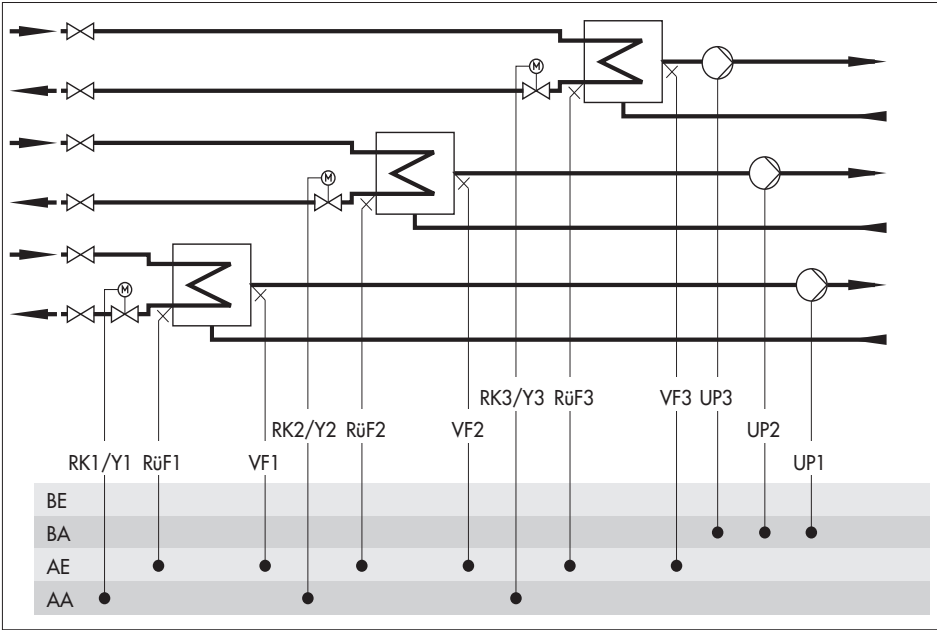 M
M
M
RK3/Y3 RüF3 VF3 UP3
RK2/Y2 RüF2 VF2 UP2
RK1/Y1 RüF1 VF1 UP1
BE
BA
AE
AA